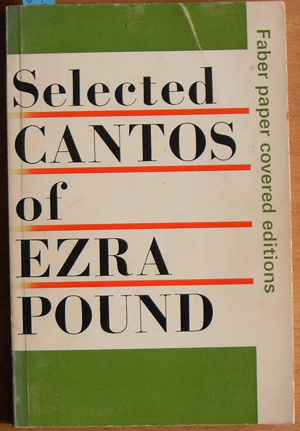 Selected
CANTOS
of
EZRA
POUND
Faber paper covered editions